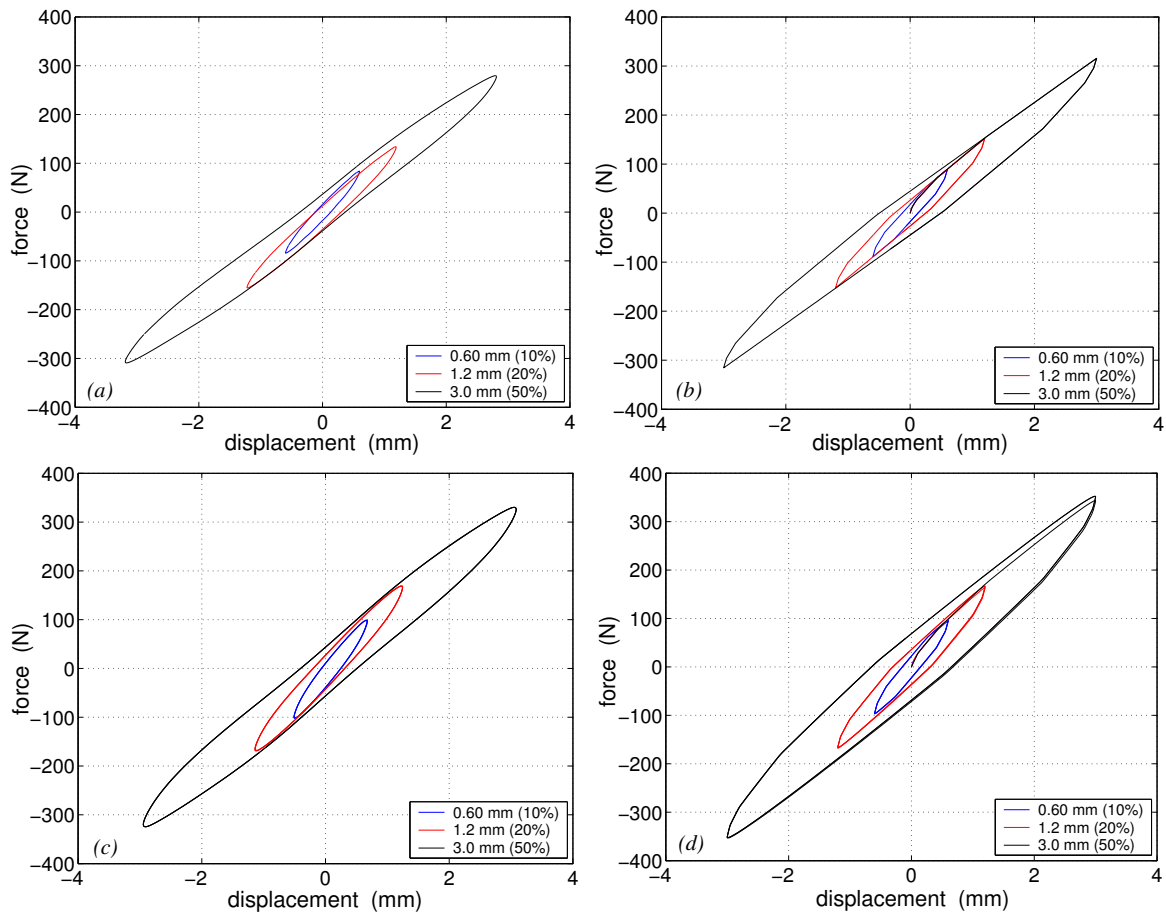 400
300
200
100
0
−100
−200
−300
−400
force (N)
−4
−2
0
2
4
displacement (mm)
0.60 mm (10%)
1.2 mm (20%)
3.0 mm (50%)
(a)
400
300
200
100
0
−100
−200
−300
−400
force (N)
−4
−2
0
2
4
displacement (mm)
0.60 mm (10%)
1.2 mm (20%)
3.0 mm (50%)
(b)
400
300
200
100
0
−100
−200
−300
−400
force (N)
−4
−2
0
2
4
displacement (mm)
0.60 mm (10%)
1.2 mm (20%)
3.0 mm (50%)
(c)
400
300
200
100
0
−100
−200
−300
−400
force (N)
−4
−2
0
2
4
displacement (mm)
0.60 mm (10%)
1.2 mm (20%)
3.0 mm (50%)
(d)